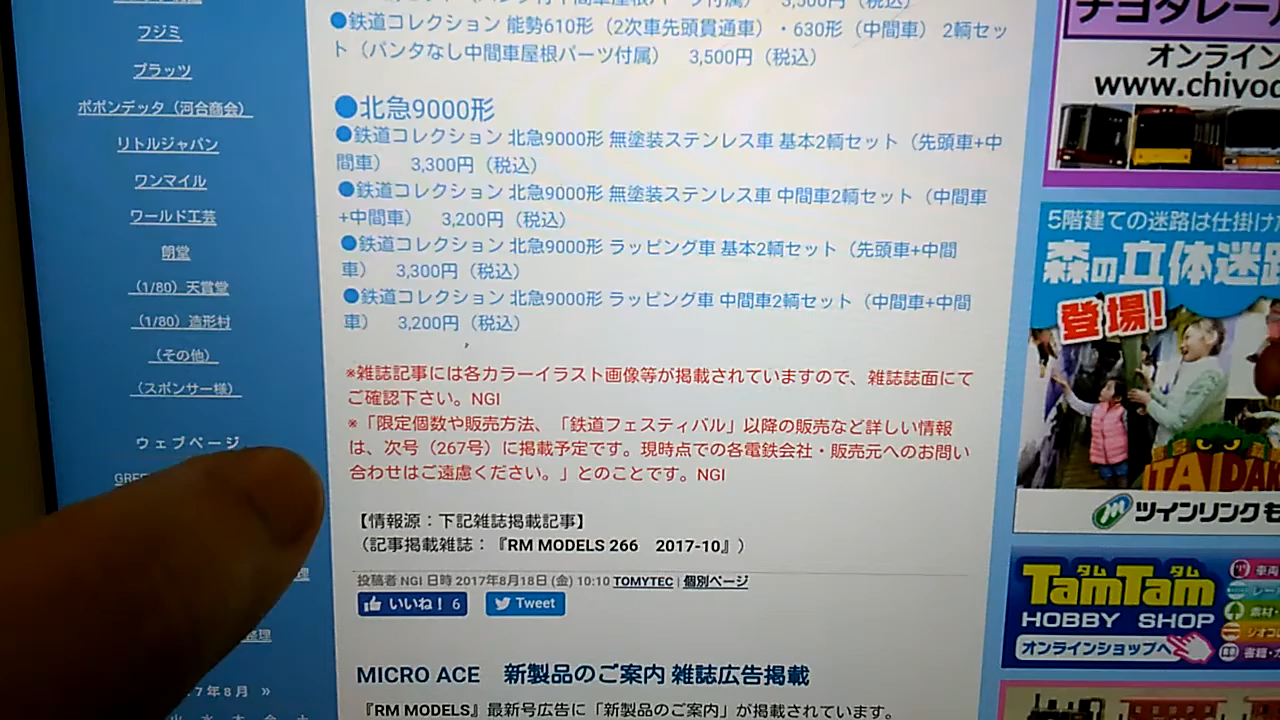 フジミ
プラッツ
ポポンデッタ（河合商会）
リトルジャパン
ワンマイル
ワールド工芸
朗堂
（1/80）天賞堂
（1/80）造形村
（その他）
（スポンサー様）
ウェブページ
GREE
7年8月 »
3,500円（税込）
●鉄道コレクション 能勢610形（2次車先頭貫通車）・630形（中間車） 2輌セッ
ト（パンタなし中間車屋根パーツ付属） 3,500円（税込）
●北急9000形
●鉄道コレクション 北急9000形 無塗装ステンレス車 基本2輌セット（先頭車+中
間車） 3,300円（税込）
●鉄道コレクション 北急9000形 無塗装ステンレス車 中間車2輌セット（中間車
+中間車） 3,200円（税込）
●鉄道コレクション 北急9000形 ラッピング車 基本2輌セット（先頭車+中間
車） 3,300円（税込）
●鉄道コレクション 北急9000形 ラッピング車 中間車2輌セット（中間車+中間
車） 3,200円（税込）
※雑誌記事には各カラーイラスト画像等が掲載されていますので、雑誌誌面にて
ご確認下さい。NGI
※「限定個数や販売方法、「鉄道フェスティバル」以降の販売など詳しい情報
は、次号（267号）に掲載予定です。現時点での各電鉄会社・販売元へのお問い
合わせはご遠慮ください。」とのことです。NGI
【情報源：下記雑誌掲載記事】
（記事掲載雑誌：『RM MODELS 266　2017-10』）
投稿者 NGI 日時 2017年8月18日 (金) 10:10 TOMYTEC | 個別ページ
いいね！ 6 Tweet
MICRO ACE　新製品のご案内 雑誌広告掲載
『RM MODELS』最新号広告に「新製品のご案内」が掲載されています。
チヨダレー
オンライン
www.chiyod
5階建ての迷路は仕掛け
森の立体迷路
登場!
ITAIDAK
ツインリンクも
タム タム
TamTam
HOBBY SHOP
オンラインショップへ